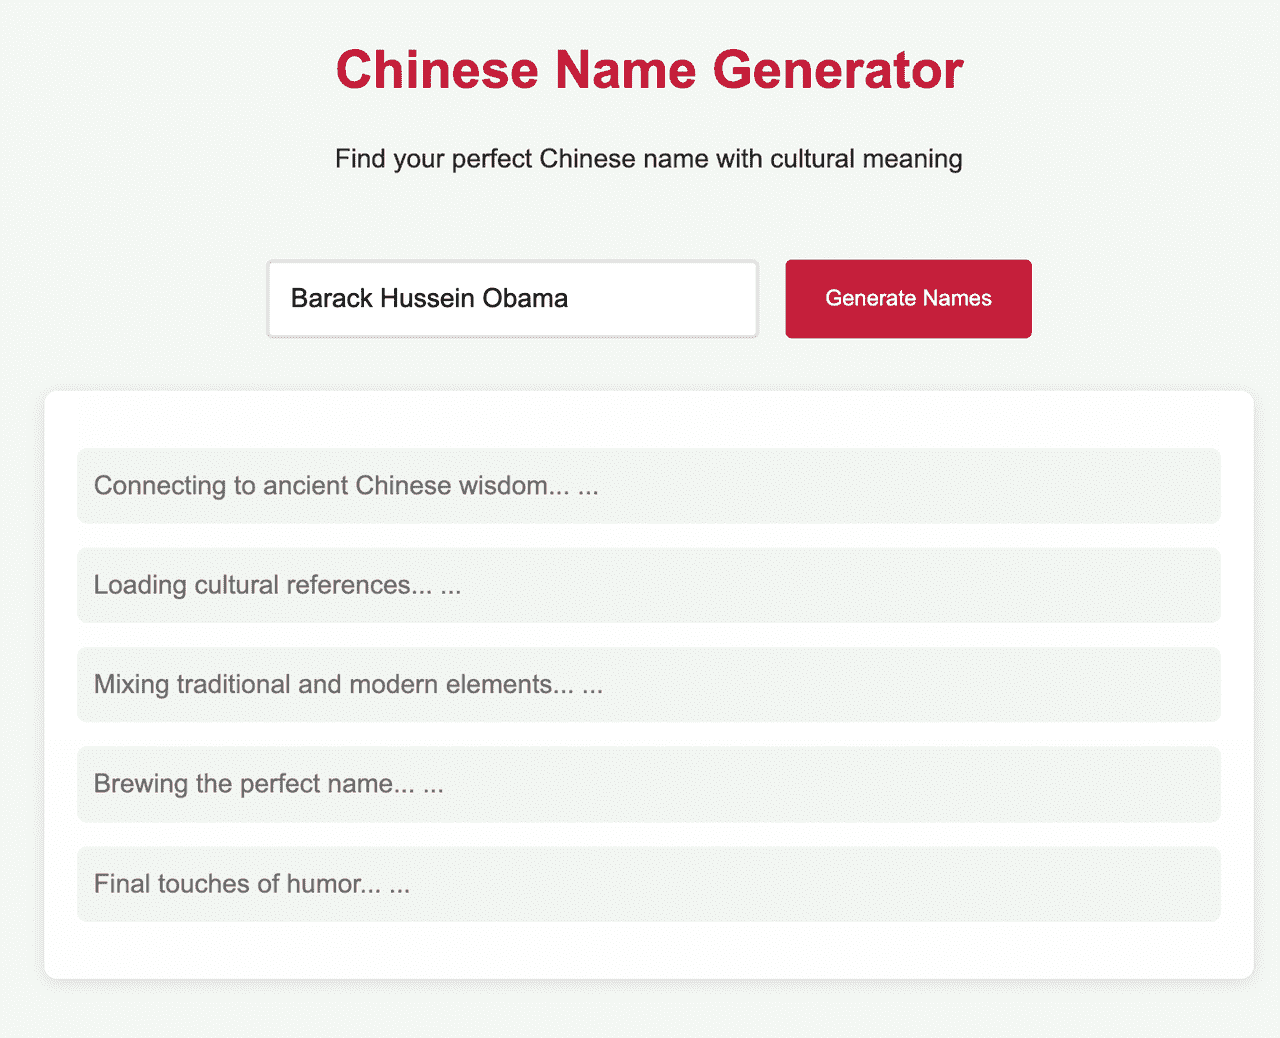 Chinese Name Generator
Find your perfect Chinese name with cultural meaning
Barack Hussein Obama
Generate Names
Connecting to ancient Chinese wisdom... ...
Loading cultural references... ...
Mixing traditional and modern elements... ...
Brewing the perfect name... ...
Final touches of humor... ...